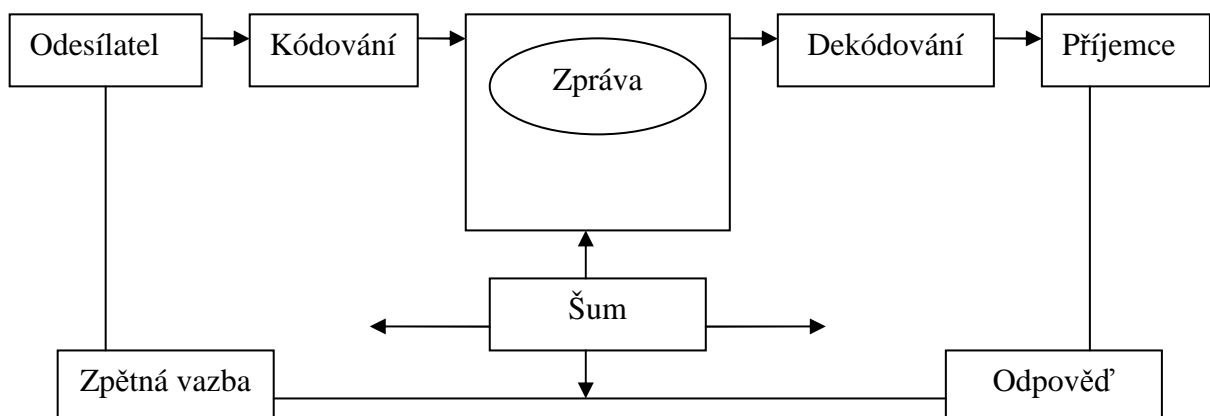 Odesílatel
Kódování
Zpráva
Dekódování
Příjemce
Šum
Zpětná vazba
Odpověď